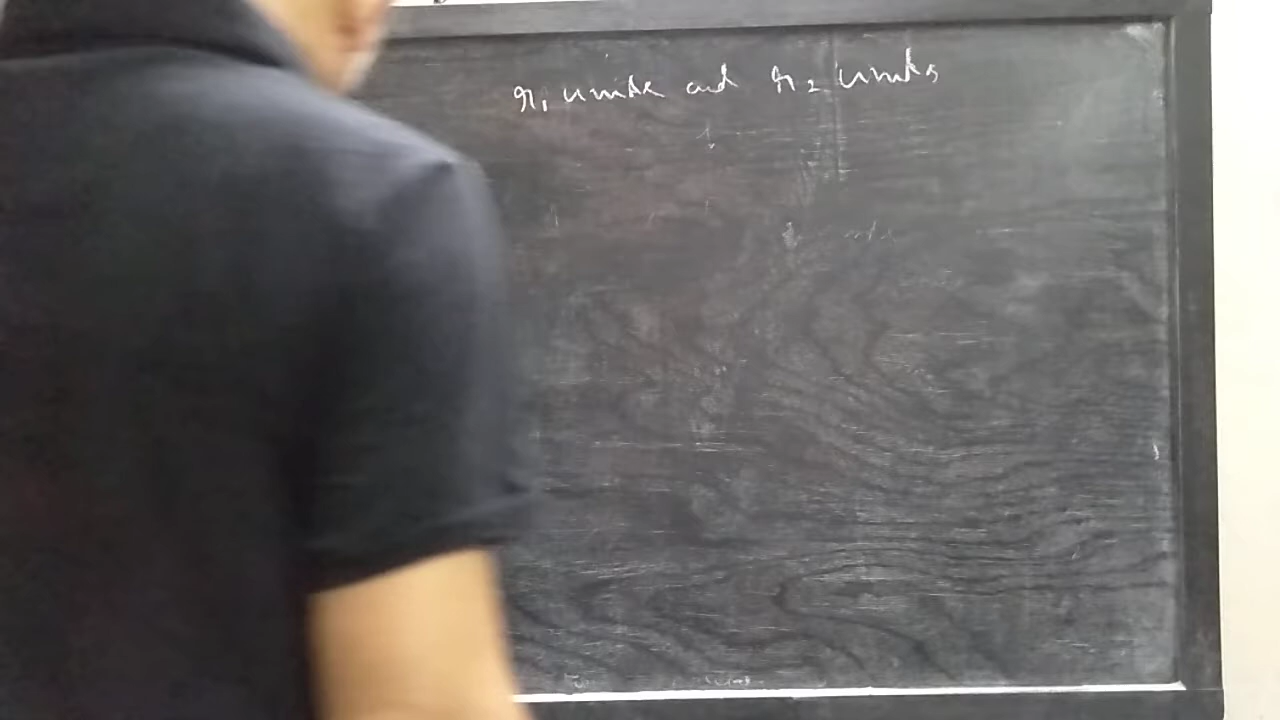 r₁ units and r₂ units